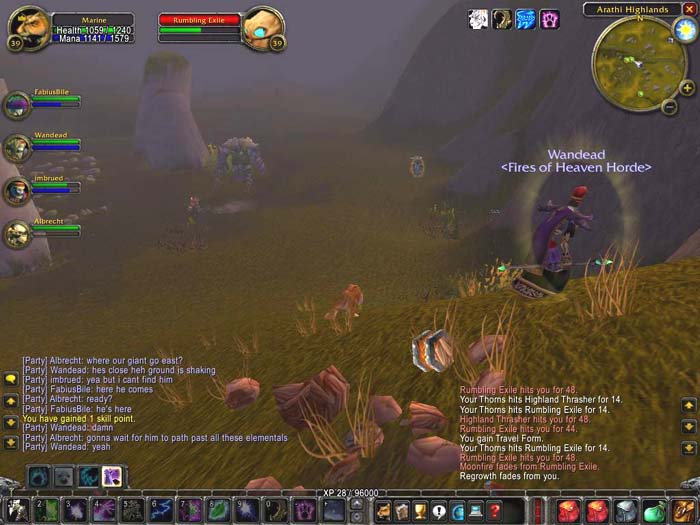 Marine
Health 1059 / 1240
Mana 1141 / 1579
39
Rumbling Exile
39
Arathi Highlands
N
FabiusBile
Wandead
imbrued
Albrecht
Wandead
<Fires of Heaven Horde>
[Party] Albrecht: where our giant go east?
[Party] Wandead: hes close heh ground is shaking
[Party] imbrued: yea but i cant find him
[Party] FabiusBile: here he comes
[Party] Albrecht: ready?
[Party] FabiusBile: he's here
You have gained 1 skill point.
[Party] Wandead: damn
[Party] Albrecht: gonna wait for him to path past all these elementals
[Party] Wandead: yeah
Rumbling Exile hits you for 48.
Your Thorns hits Highland Thrasher for 14.
Your Thorns hits Rumbling Exile for 14.
Highland Thrasher hits you for 48.
Rumbling Exile hits you for 44.
You gain Travel Form.
Your Thorns hits Rumbling Exile for 14.
Rumbling Exile hits you for 48.
Moonfire fades from Rumbling Exile.
Regrowth fades from you.
XP 28 / 96000